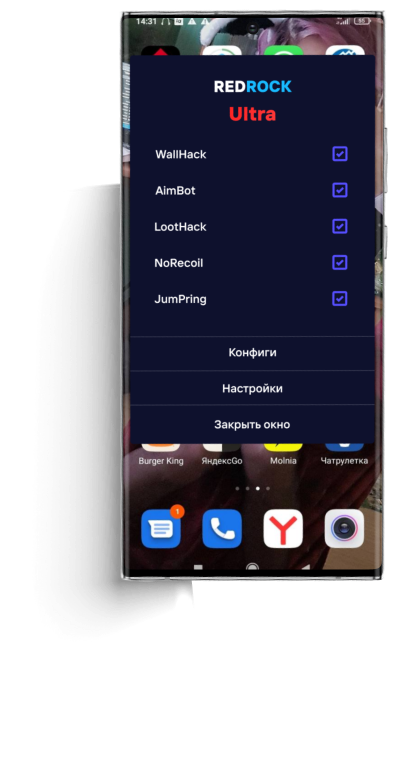 14:31
REDROCK
Ultra
WallHack
AimBot
LootHack
NoRecoil
JumPring
Конфиги
Настройки
Закрыть окно
Burger King ЯндексGo Molnia Чатрулетка
1